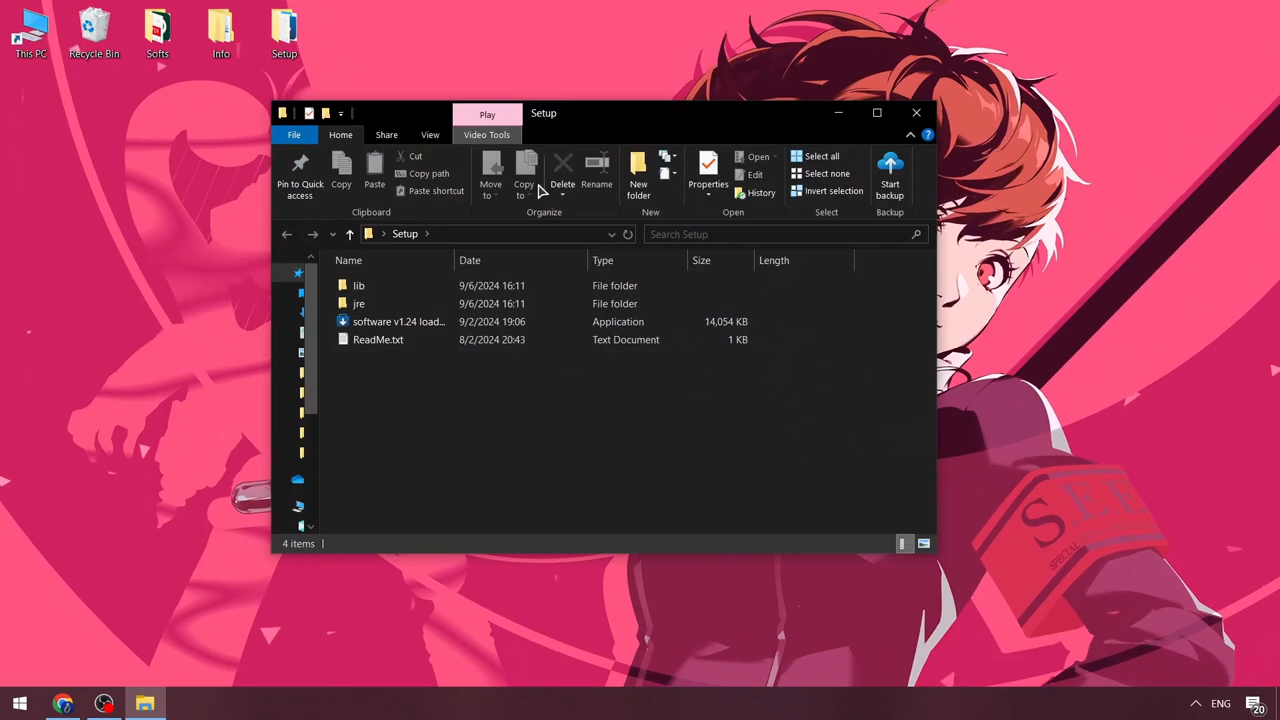 This PC
Recycle Bin
Softs
Info
Setup
Play
Setup
File
Home
Share
View
Video Tools
Pin to Quick access
Copy
Paste
Cut
Copy path
Paste shortcut
Clipboard
Move to
Copy to
Delete
Rename
Organize
New folder
New
Properties
Open
Edit
History
Open
Select all
Select none
Invert selection
Select
Start backup
Backup
Setup
Search Setup
Name
Date
Type
Size
Length
lib
9/6/2024 16:11
File folder
jre
9/6/2024 16:11
File folder
software v1.24 load...
9/2/2024 19:06
Application
14,054 KB
ReadMe.txt
8/2/2024 20:43
Text Document
1 KB
4 items
S.E.E.
SPECIAL
ENG
20